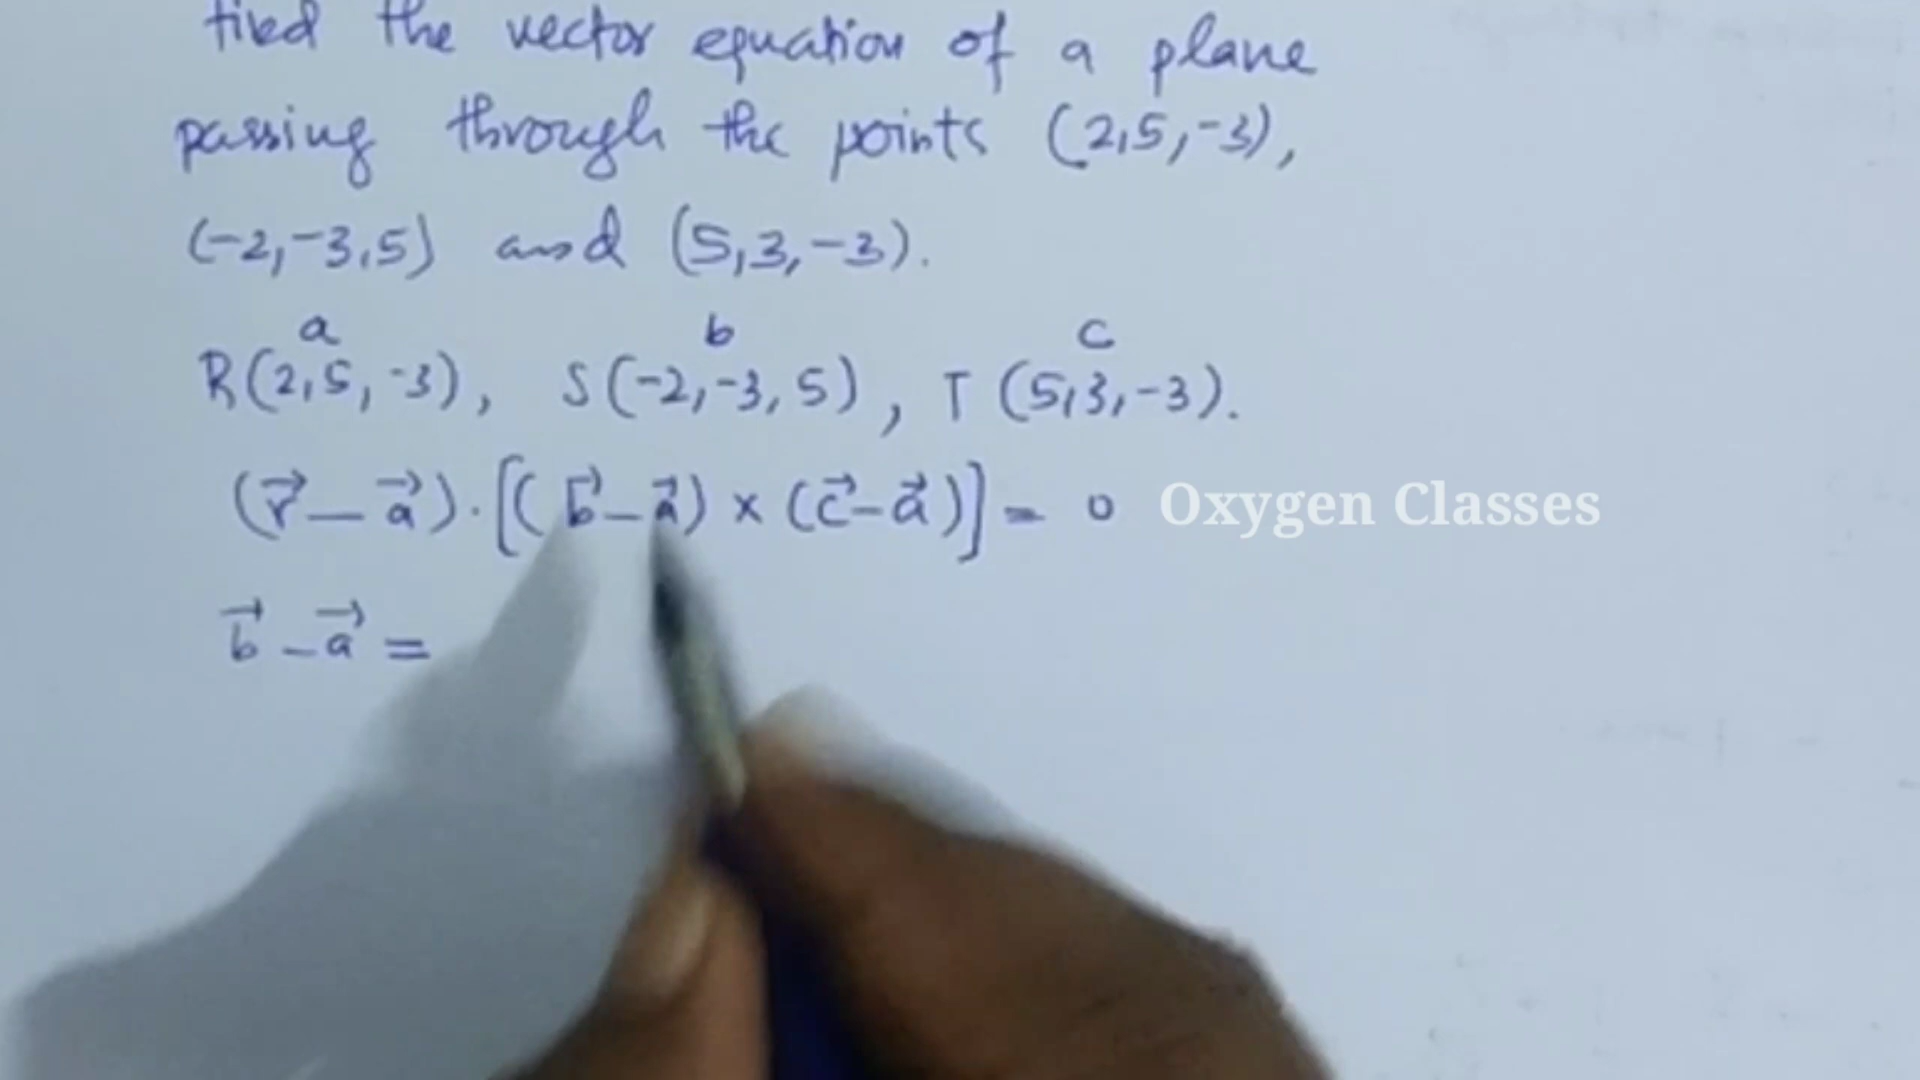 find the vector equation of a plane
passing through the points (2,5,-3),
(-2,-3,5) and (5,3,-3).
a b c
R(2,5,-3), S(-2,-3,5), T(5,3,-3).
(r⃗ - a⃗)·[(b⃗ - a⃗) × (c⃗ - a⃗)] = 0 Oxygen Classes
b⃗ - a⃗ =